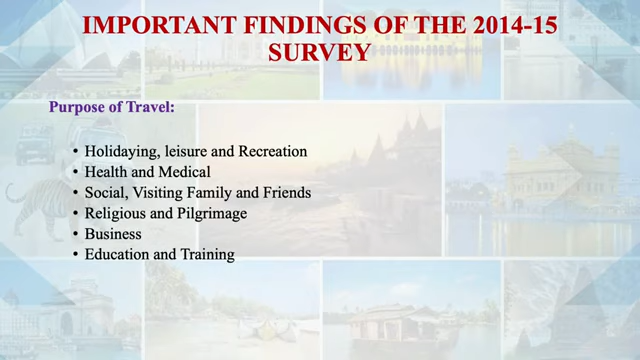 IMPORTANT FINDINGS OF THE 2014-15
SURVEY
Purpose of Travel:
• Holidaying, leisure and Recreation
• Health and Medical
• Social, Visiting Family and Friends
• Religious and Pilgrimage
• Business
• Education and Training